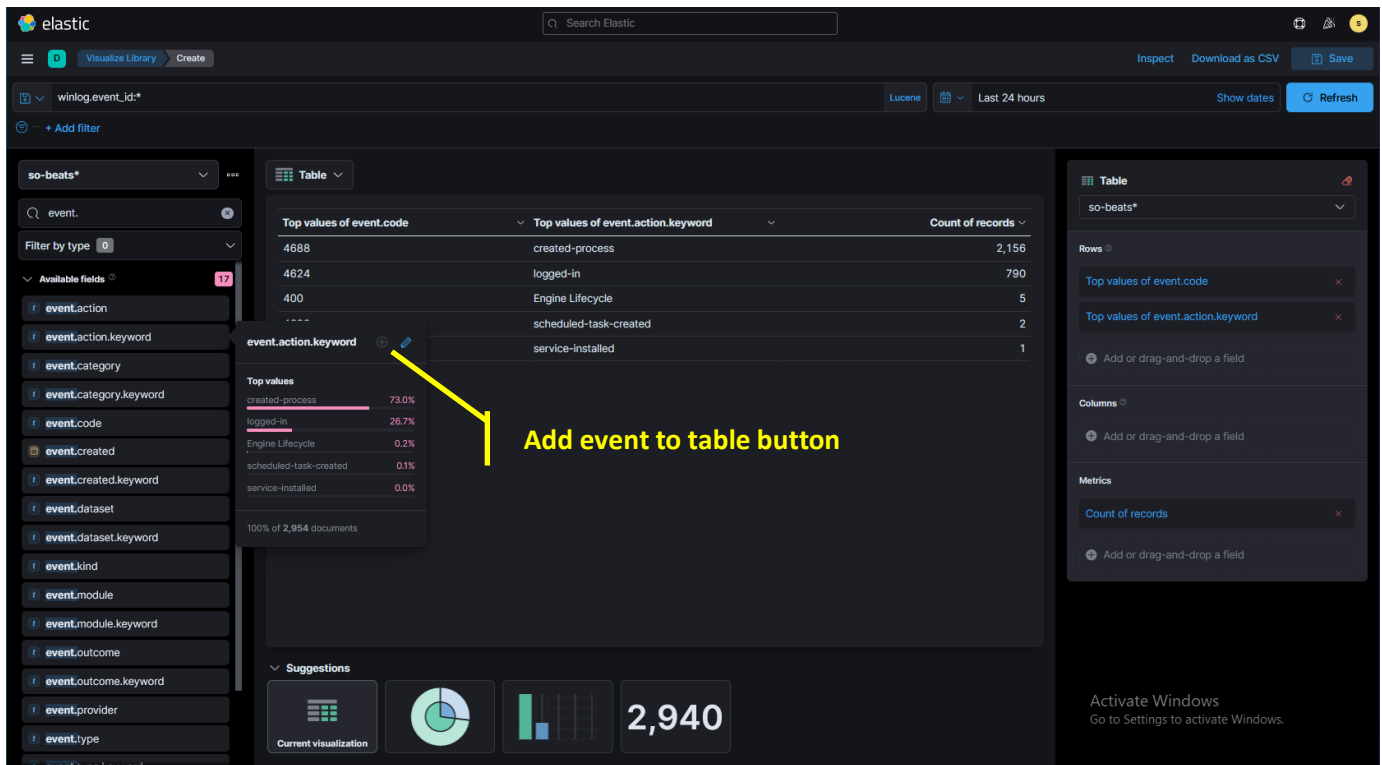 elastic
Search Elastic
s
D
Visualize Library
Create
Inspect
Download as CSV
Save
winlog.event_id:*
Lucene
Last 24 hours
Show dates
Refresh
+ Add filter
so-beats*
event.
Filter by type 0
Available fields 17
event.action
event.action.keyword
event.category
event.category.keyword
event.code
event.created
event.created.keyword
event.dataset
event.dataset.keyword
event.kind
event.module
event.module.keyword
event.outcome
event.outcome.keyword
event.provider
event.type
event.action.keyword
Top values
created-process 73.0%
logged-in 26.7%
Engine Lifecycle 0.2%
scheduled-task-created 0.1%
service-installed 0.0%
100% of 2,954 documents
Table
Top values of event.code Top values of event.action.keyword Count of records
4688 created-process 2,156
4624 logged-in 790
400 Engine Lifecycle 5
scheduled-task-created 2
service-installed 1
Add event to table button
Suggestions
Current visualization
2,940
Table
so-beats*
Rows
Top values of event.code
Top values of event.action.keyword
Add or drag-and-drop a field
Columns
Add or drag-and-drop a field
Metrics
Count of records
Add or drag-and-drop a field
Activate Windows
Go to Settings to activate Windows.